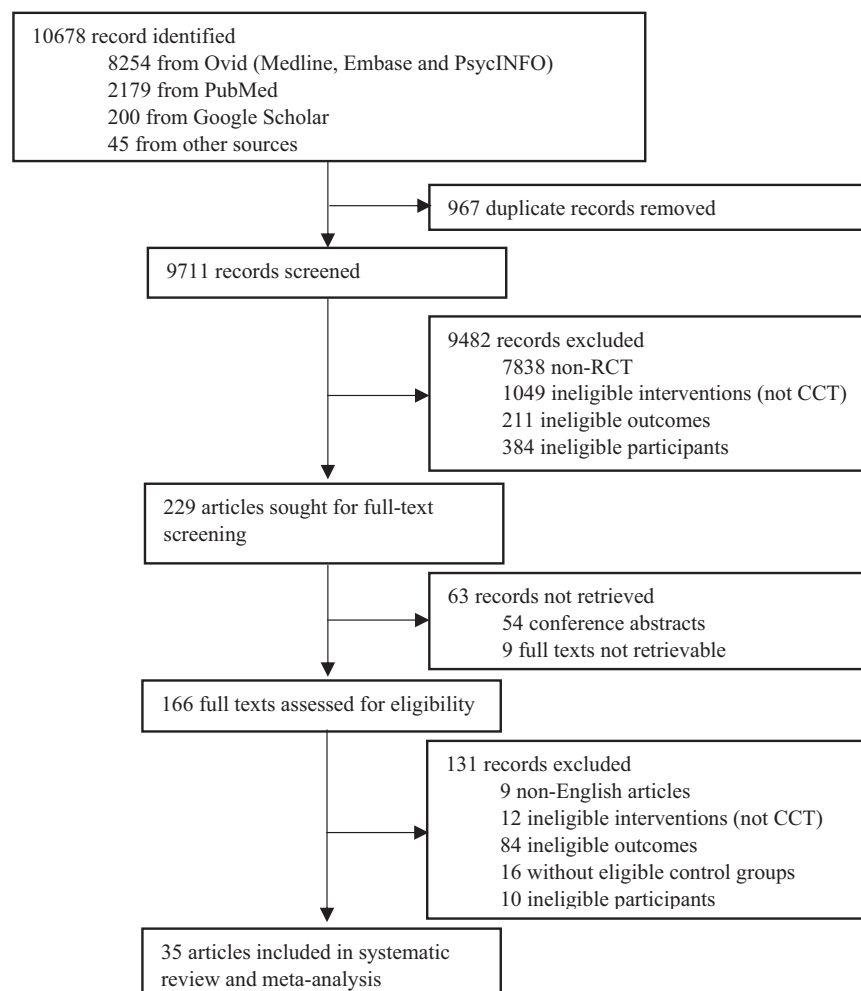 10678 record identified
8254 from Ovid (Medline, Embase and PsycINFO)
2179 from PubMed
200 from Google Scholar
45 from other sources
967 duplicate records removed
9711 records screened
9482 records excluded
7838 non-RCT
1049 ineligible interventions (not CCT)
211 ineligible outcomes
384 ineligible participants
229 articles sought for full-text
screening
63 records not retrieved
54 conference abstracts
9 full texts not retrievable
166 full texts assessed for eligibility
131 records excluded
9 non-English articles
12 ineligible interventions (not CCT)
84 ineligible outcomes
16 without eligible control groups
10 ineligible participants
35 articles included in systematic
review and meta-analysis